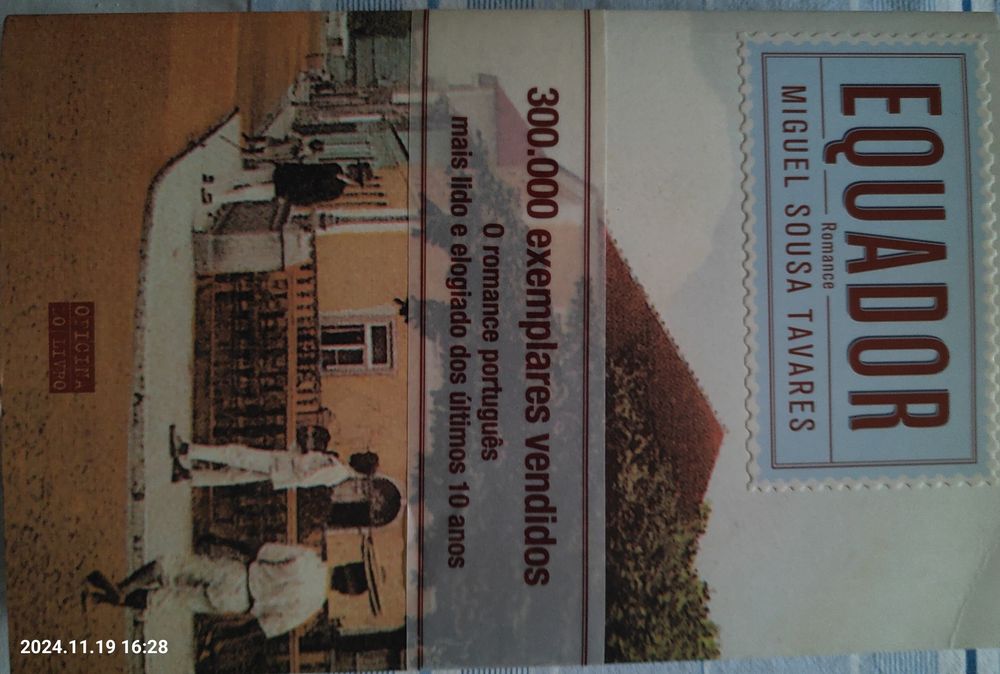 EQUADOR
Romance
MIGUEL SOUSA TAVARES
300.000 exemplares vendidos
O romance português
mais lido e elogiado dos últimos 10 anos
OFICINA
DO LIVRO
2024.11.19 16:28